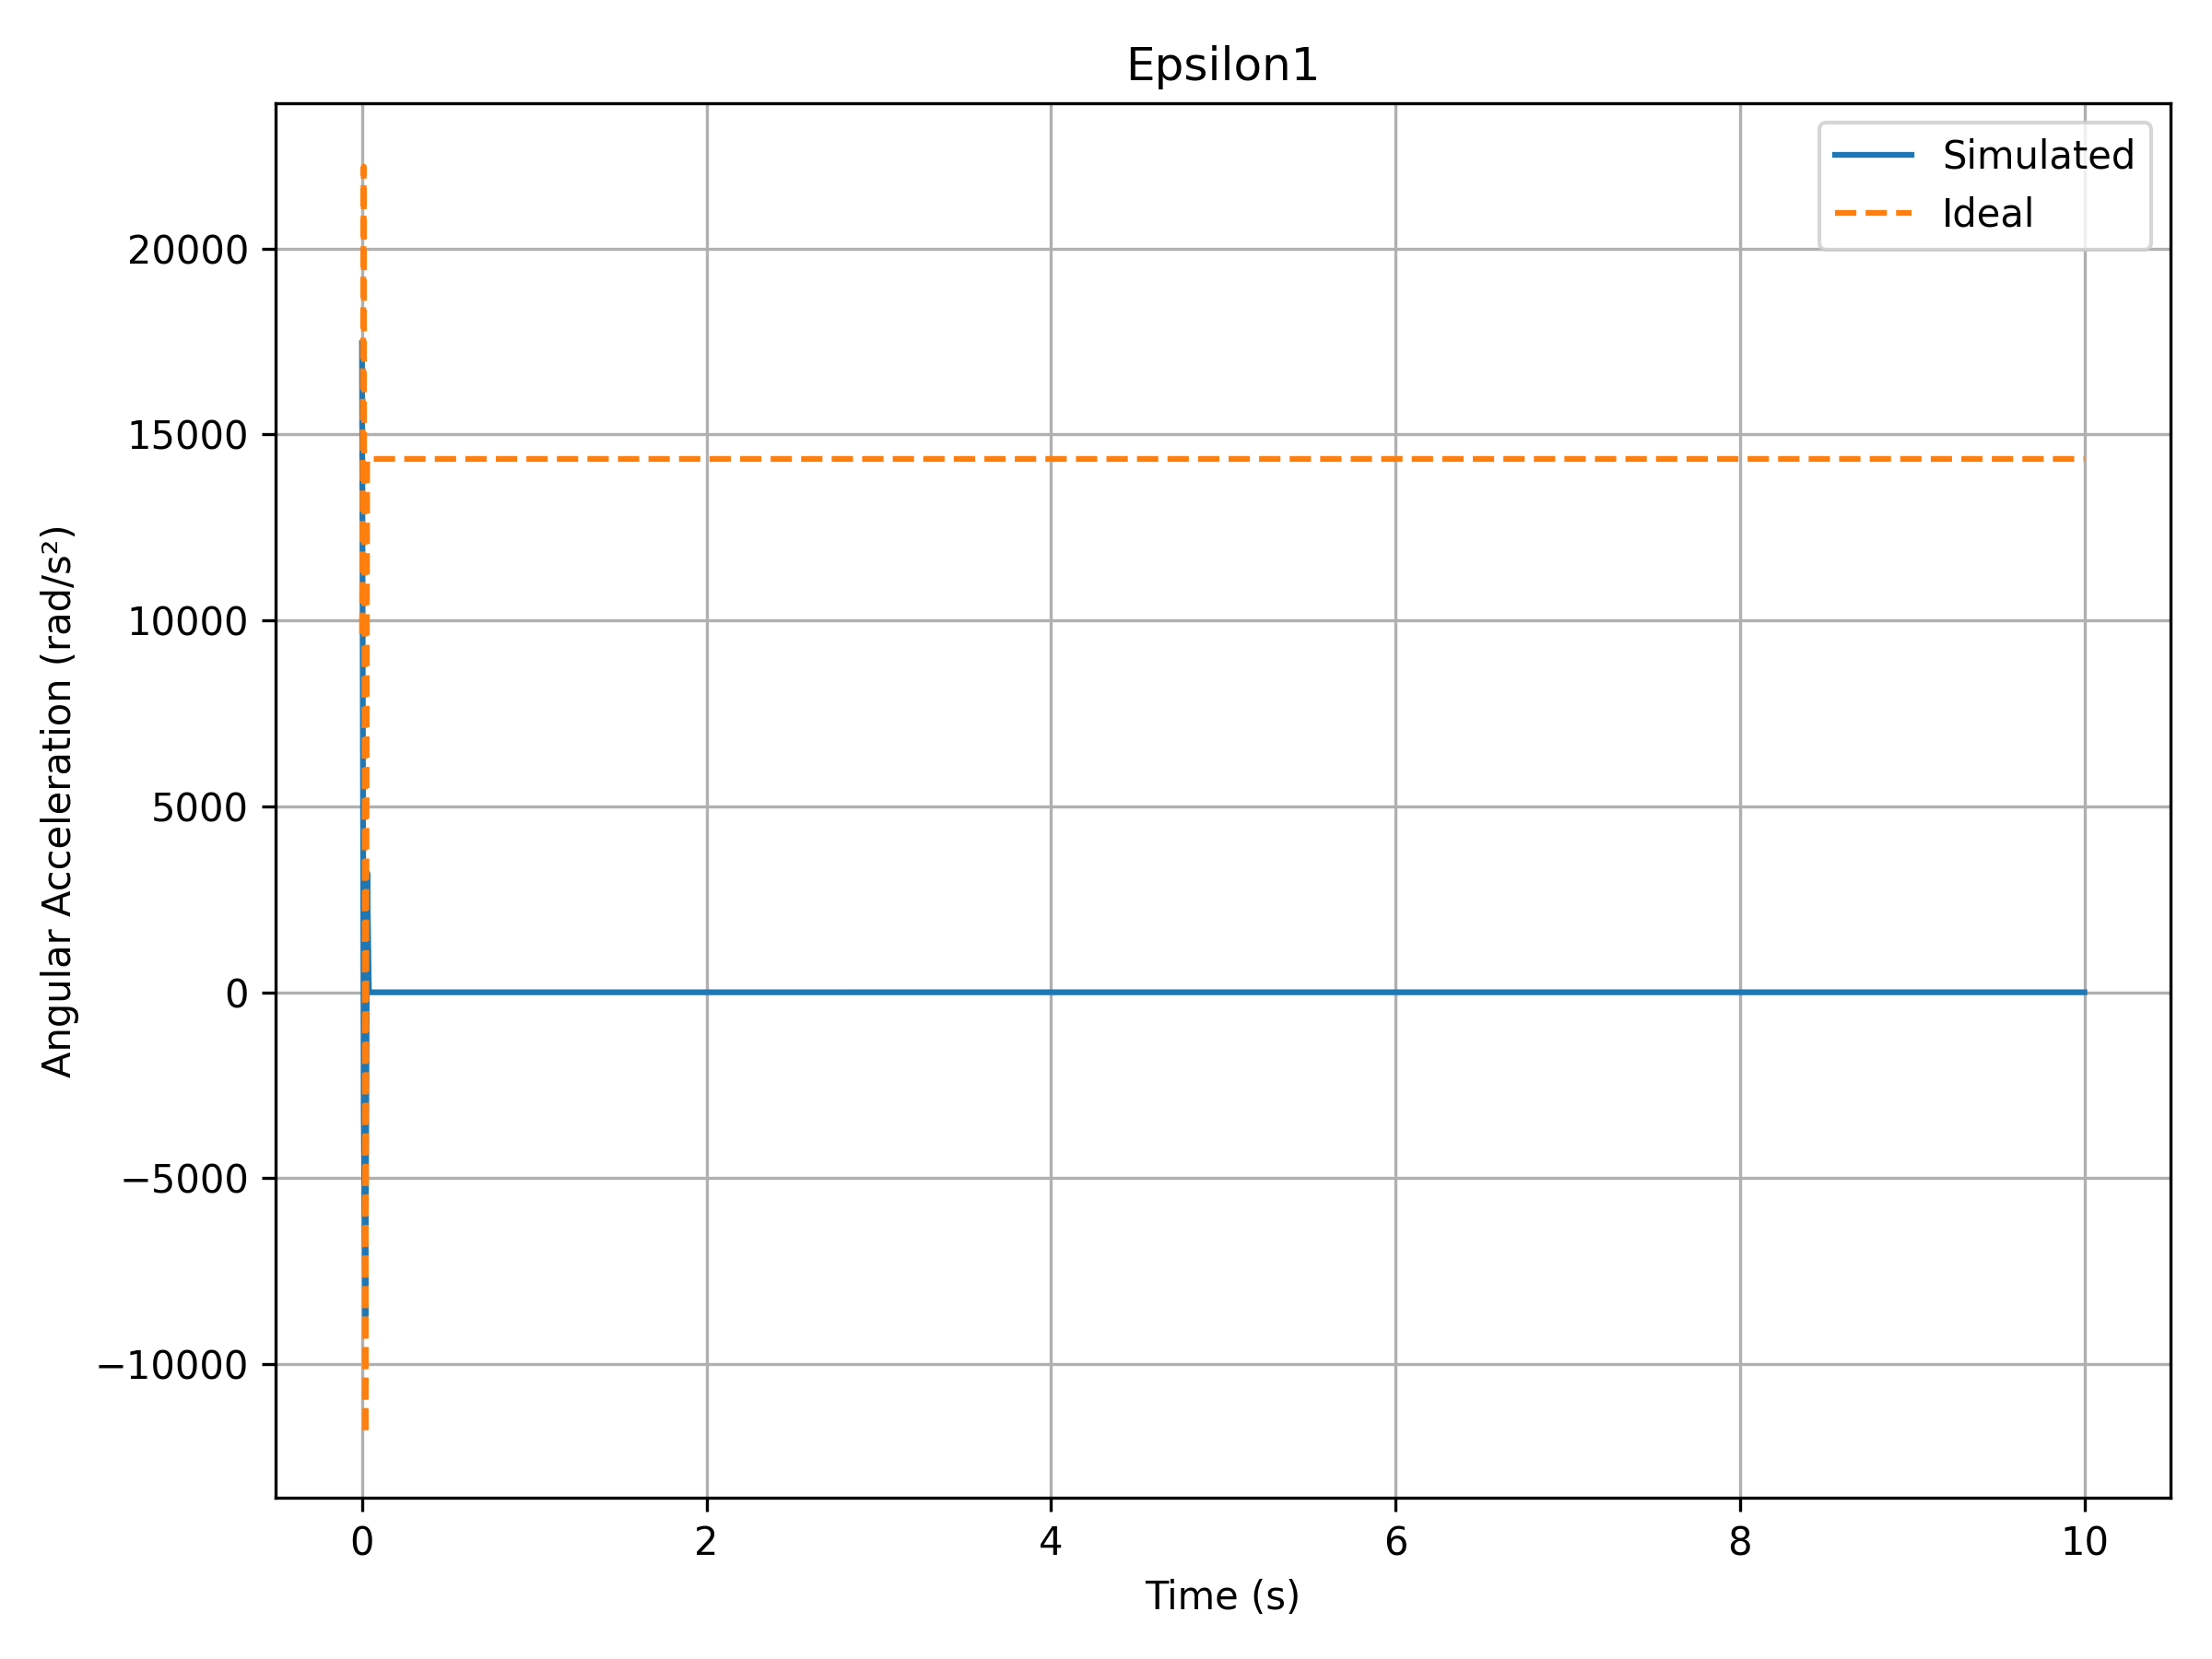 Epsilon1
Simulated
Ideal
20000
15000
10000
5000
0
−5000
−10000
Angular Acceleration (rad/s²)
0 2 4 6 8 10
Time (s)